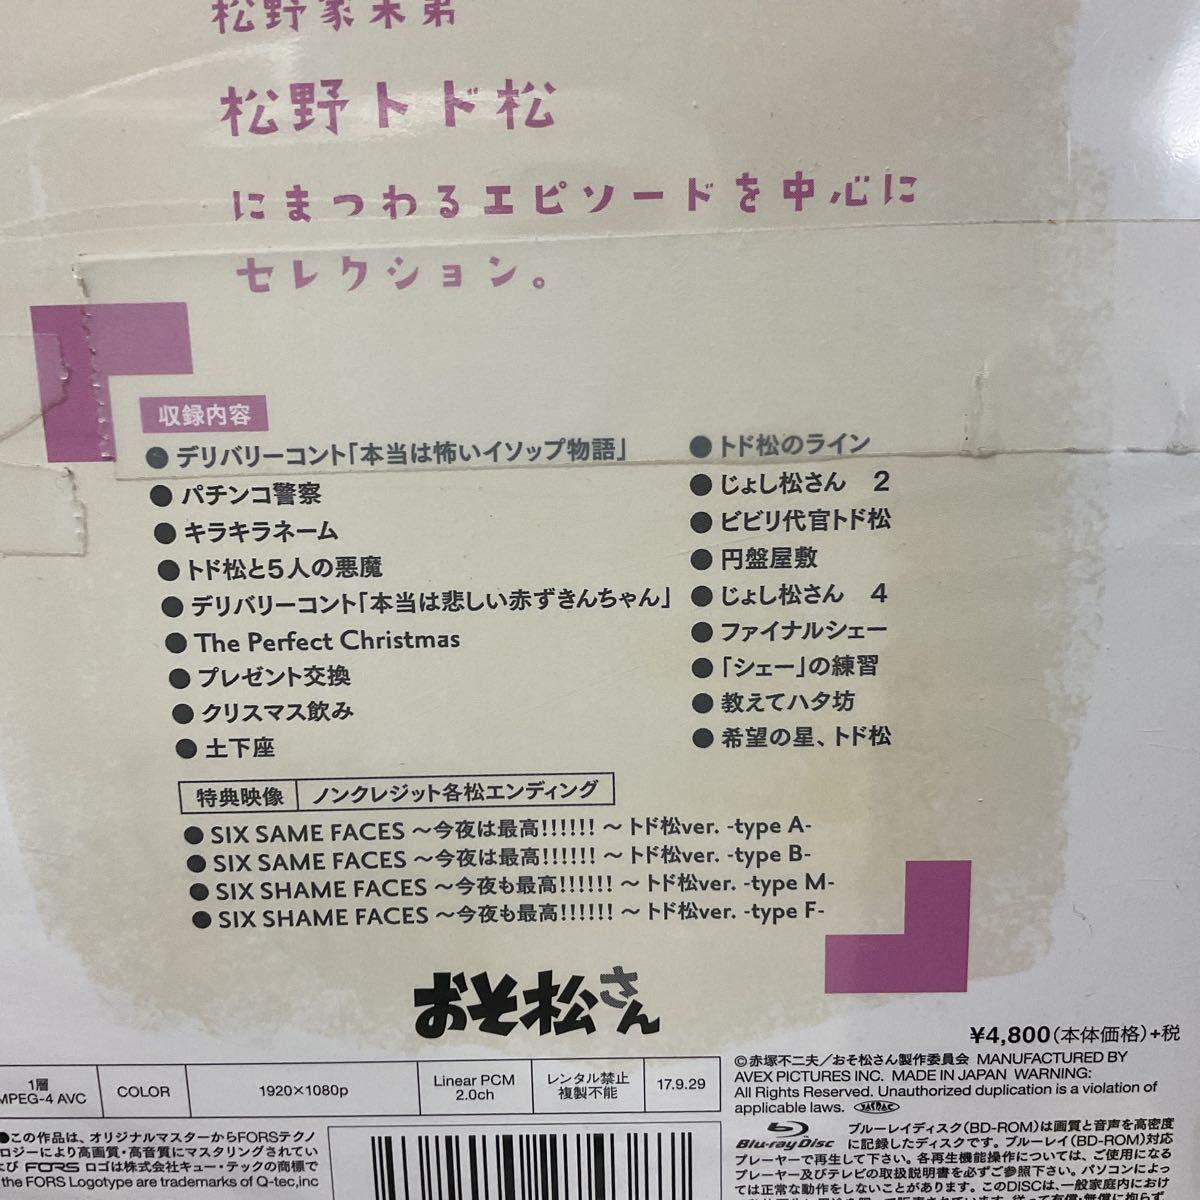 松野家末弟
松野トド松
にまつわるエピソードを中心に
セレクション。
収録内容
●デリバリーコント「本当は怖いイソップ物語」
●パチンコ警察
●キラキラネーム
●トド松と5人の悪魔
●デリバリーコント「本当は悲しい赤ずきんちゃん」
●The Perfect Christmas
●プレゼント交換
●クリスマス飲み
●土下座
●トド松のライン
●じょし松さん 2
●ビビリ代官トド松
●円盤屋敷
●じょし松さん 4
●ファイナルシェー
●「シェー」の練習
●教えてハタ坊
●希望の星、トド松
特典映像 ノンクレジット各松エンディング
●SIX SAME FACES 〜今夜は最高!!!!!!〜トド松ver. -type A-
●SIX SAME FACES 〜今夜は最高!!!!!!〜トド松ver. -type B-
●SIX SHAME FACES 〜今夜も最高!!!!!!〜トド松ver. -type M-
●SIX SHAME FACES 〜今夜も最高!!!!!!〜トド松ver. -type F-
おそ松さん
¥4,800(本体価格)+税
1層
MPEG-4 AVC
COLOR
1920×1080p
Linear PCM
2.0ch
レンタル禁止
複製不能
17.9.29
©赤塚不二夫/おそ松さん製作委員会 MANUFACTURED BY
AVEX PICTURES INC. MADE IN JAPAN WARNING:
All Rights Reserved. Unauthorized duplication is a violation of
applicable laws. JASRAC
●この作品は、オリジナルマスターからFORSテクノ
ロジーにより高画質・高音質にマスタリングされてい
よび FORS ロゴは株式会社キュー・テックの商標で
the FORS Logotype are trademarks of Q-tec,inc
Blu-ray Disc
ブルーレイディスク(BD-ROM)は画質と音声を高密度
に記録したディスクです。ブルーレイ(BD-ROM)対応
プレーヤーで再生して下さい。各再生機能操作については、ご使用になる
プレーヤー及びテレビの取扱説明書を必ずご参照下さい。パソコンによっ
ては正常な動作をしないことがあります。このDISCは、一般家庭内におけ